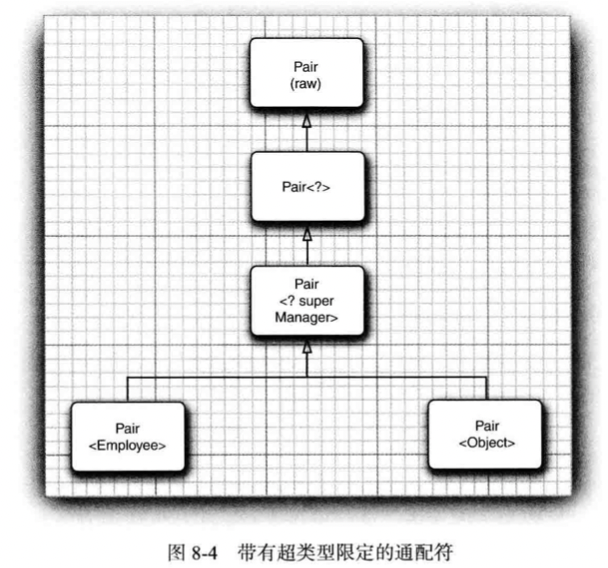 Pair
(raw)
Pair<?>
Pair
<? super
Manager>
Pair
<Employee>
Pair
<Object>
图 8-4 带有超类型限定的通配符